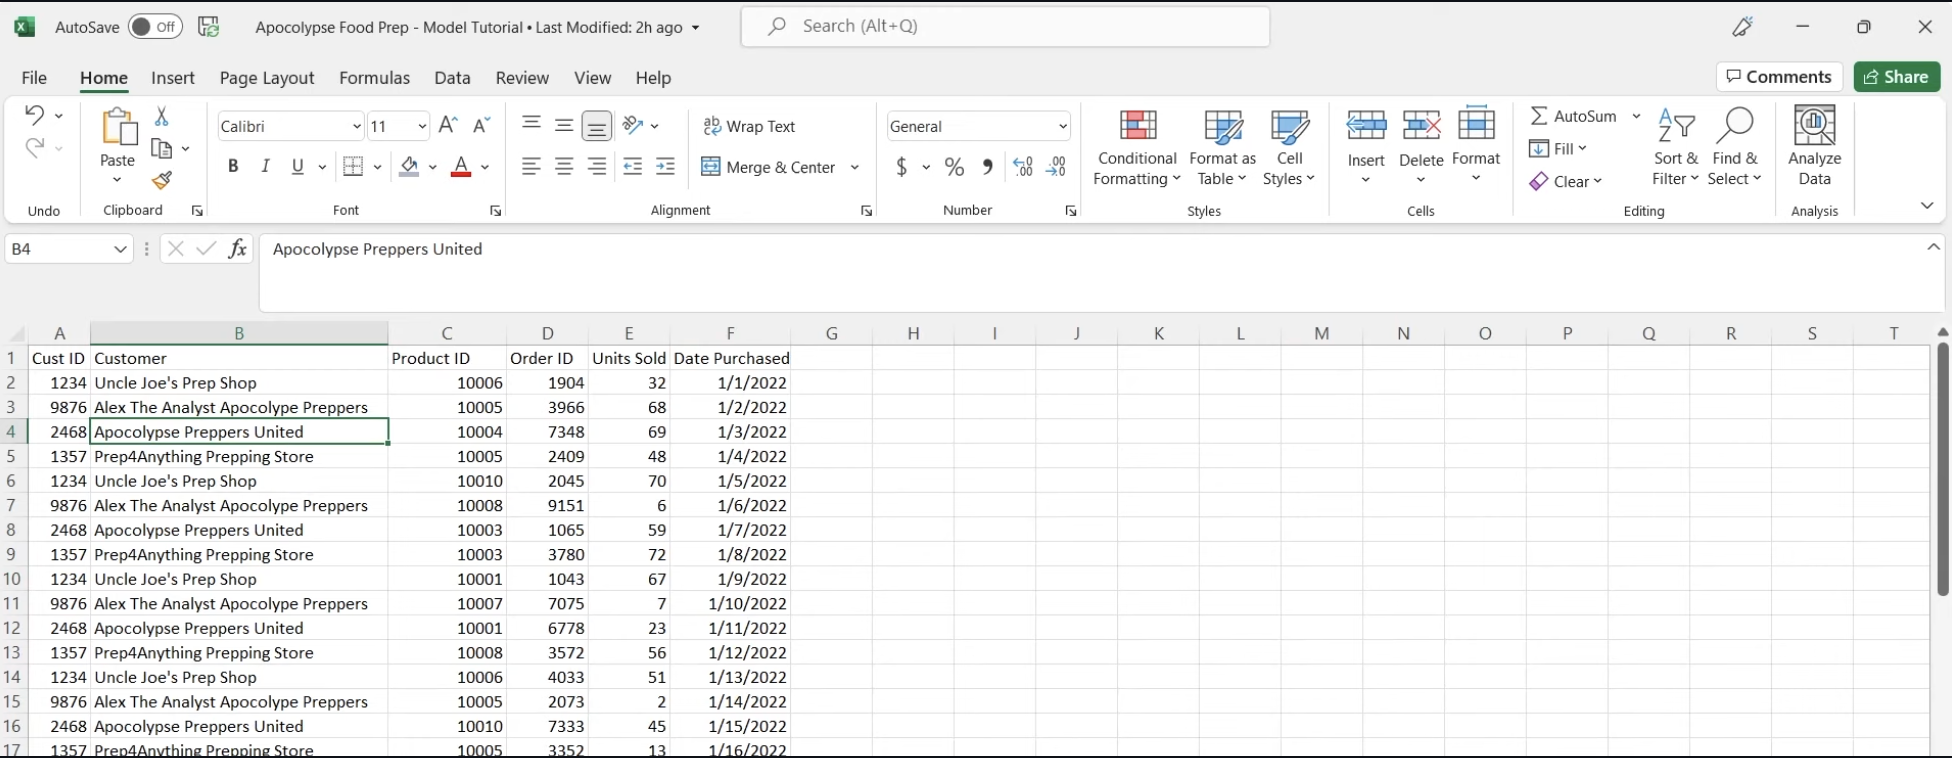 AutoSave Off Apocolypse Food Prep - Model Tutorial • Last Modified: 2h ago Search (Alt+Q)
File Home Insert Page Layout Formulas Data Review View Help Comments Share
Calibri 11 Wrap Text General AutoSum
Paste B I U Merge & Center $ % Conditional Formatting Format as Table Cell Styles Insert Delete Format Fill Clear Sort & Filter Find & Select Analyze Data
Undo Clipboard Font Alignment Number Styles Cells Editing Analysis
B4 fx Apocolypse Preppers United
A B C D E F G H I J K L M N O P Q R S T
1 Cust ID Customer Product ID Order ID Units Sold Date Purchased
2 1234 Uncle Joe's Prep Shop 10006 1904 32 1/1/2022
3 9876 Alex The Analyst Apocolype Preppers 10005 3966 68 1/2/2022
4 2468 Apocolypse Preppers United 10004 7348 69 1/3/2022
5 1357 Prep4Anything Prepping Store 10005 2409 48 1/4/2022
6 1234 Uncle Joe's Prep Shop 10010 2045 70 1/5/2022
7 9876 Alex The Analyst Apocolype Preppers 10008 9151 6 1/6/2022
8 2468 Apocolypse Preppers United 10003 1065 59 1/7/2022
9 1357 Prep4Anything Prepping Store 10003 3780 72 1/8/2022
10 1234 Uncle Joe's Prep Shop 10001 1043 67 1/9/2022
11 9876 Alex The Analyst Apocolype Preppers 10007 7075 7 1/10/2022
12 2468 Apocolypse Preppers United 10001 6778 23 1/11/2022
13 1357 Prep4Anything Prepping Store 10008 3572 56 1/12/2022
14 1234 Uncle Joe's Prep Shop 10006 4033 51 1/13/2022
15 9876 Alex The Analyst Apocolype Preppers 10005 2073 2 1/14/2022
16 2468 Apocolypse Preppers United 10010 7333 45 1/15/2022
17 1357 Prep4Anything Prepping Store 10005 3352 13 1/16/2022